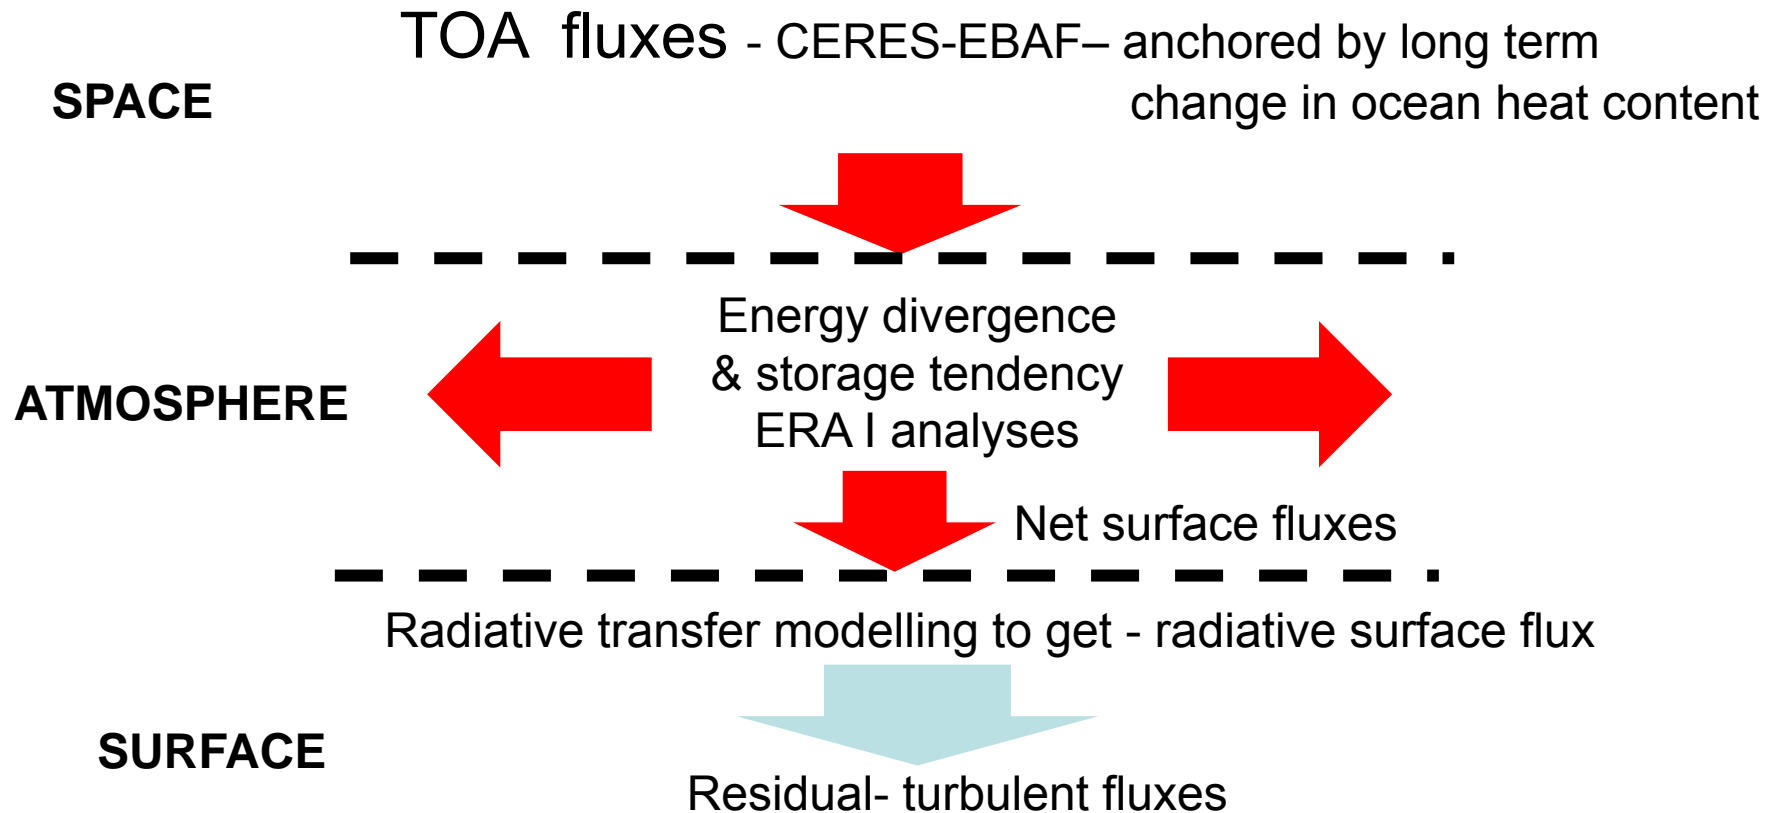 TOA fluxes - CERES-EBAF– anchored by long term
change in ocean heat content
SPACE
Energy divergence
& storage tendency
ERA I analyses
ATMOSPHERE
Net surface fluxes
Radiative transfer modelling to get - radiative surface flux
SURFACE
Residual- turbulent fluxes